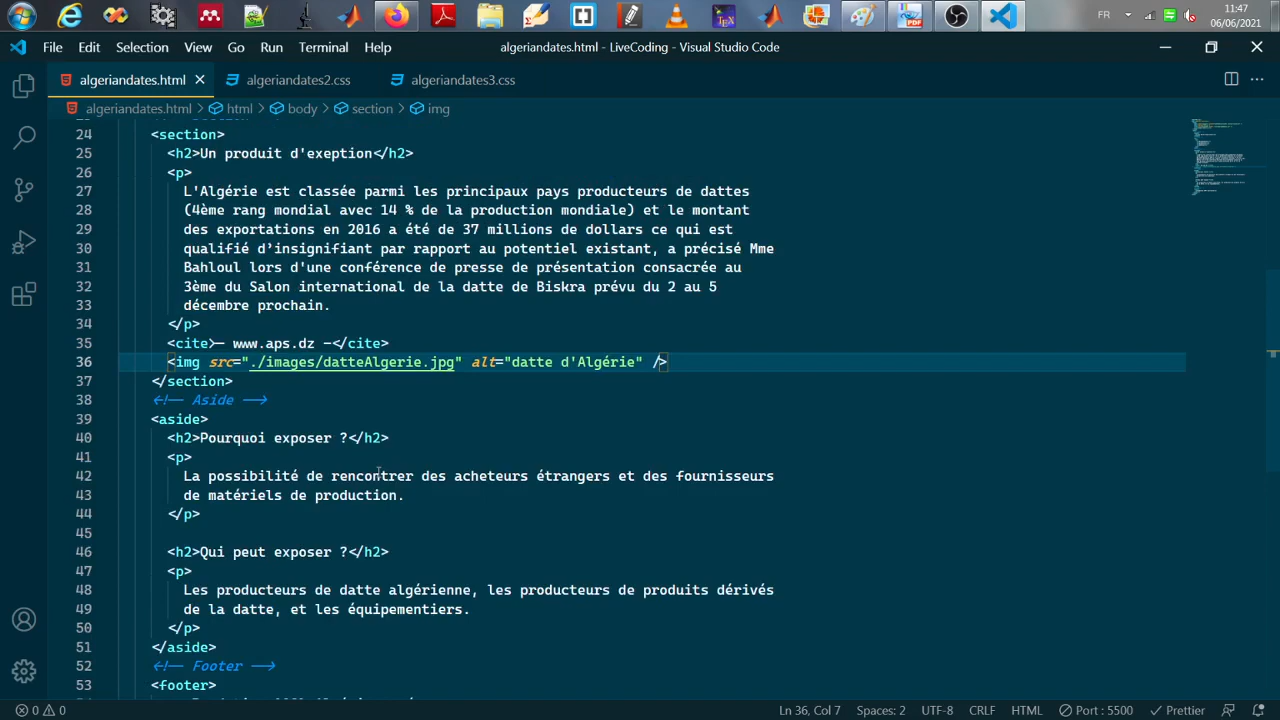 FR
11:47
06/06/2021
File Edit Selection View Go Run Terminal Help
algeriandates.html - LiveCoding - Visual Studio Code
algeriandates.html
algeriandates2.css
algeriandates3.css
algeriandates.html > html > body > section > img
24 <section>
25 <h2>Un produit d'exeption</h2>
26 <p>
27 L'Algérie est classée parmi les principaux pays producteurs de dattes
28 (4ème rang mondial avec 14 % de la production mondiale) et le montant
29 des exportations en 2016 a été de 37 millions de dollars ce qui est
30 qualifié d’insignifiant par rapport au potentiel existant, a précisé Mme
31 Bahloul lors d'une conférence de presse de présentation consacrée au
32 3ème du Salon international de la datte de Biskra prévu du 2 au 5
33 décembre prochain.
34 </p>
35 <cite>— www.aps.dz —</cite>
36 <img src="./images/datteAlgerie.jpg" alt="datte d'Algérie" />
37 </section>
38 <!-- Aside -->
39 <aside>
40 <h2>Pourquoi exposer ?</h2>
41 <p>
42 La possibilité de rencontrer des acheteurs étrangers et des fournisseurs
43 de matériels de production.
44 </p>
45
46 <h2>Qui peut exposer ?</h2>
47 <p>
48 Les producteurs de datte algérienne, les producteurs de produits dérivés
49 de la datte, et les équipementiers.
50 </p>
51 </aside>
52 <!-- Footer -->
53 <footer>
0 0 Ln 36, Col 7 Spaces: 2 UTF-8 CRLF HTML Port : 5500 Prettier